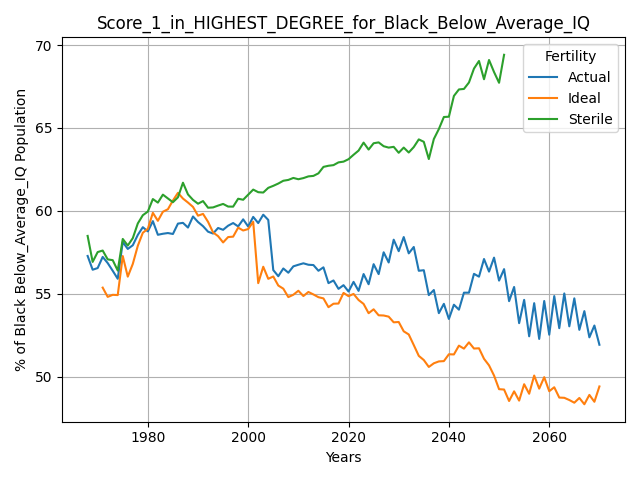 Score_1_in_HIGHEST_DEGREE_for_Black_Below_Average_IQ
% of Black Below_Average_IQ Population
70
65
60
55
50
Fertility
Actual
Ideal
Sterile
1980 2000 2020 2040 2060
Years